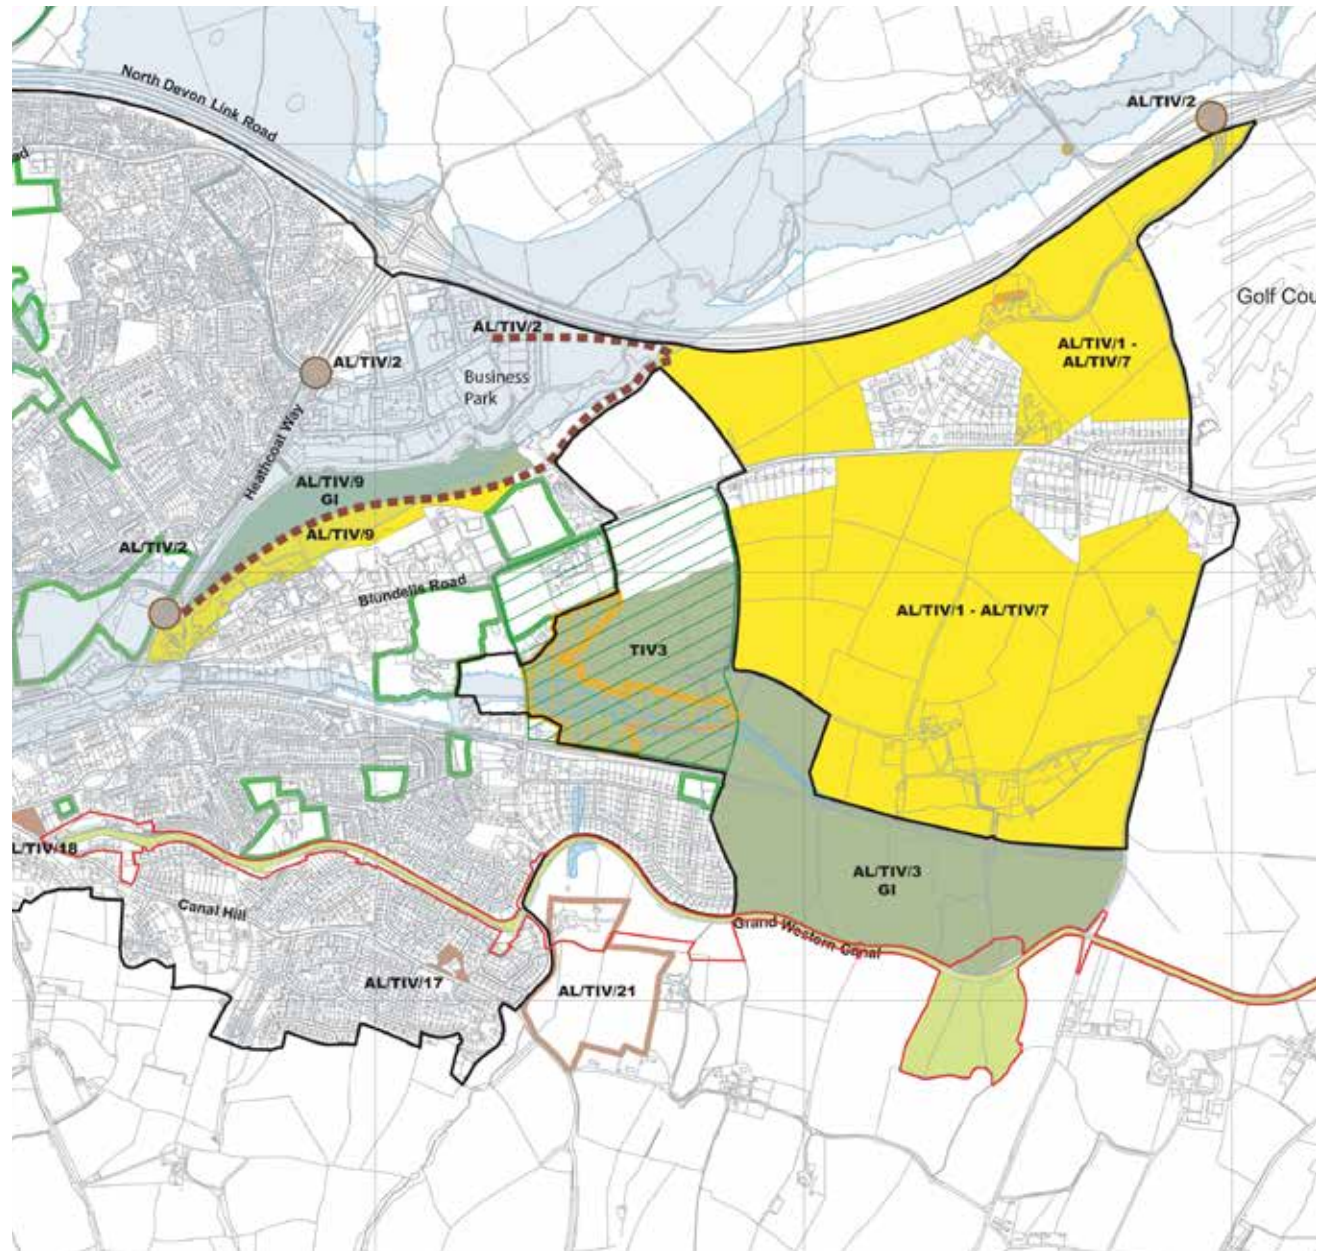 North Devon Link Road
AL/TIV/2
ad
Golf Cou
AL/TIV/2
AL/TIV/1 -
AL/TIV/7
AL/TIV/2
Business
Park
Heathcoat Way
AL/TIV/9
GI
AL/TIV/9
AL/TIV/2
Blundells Road
AL/TIV/1 - AL/TIV/7
TIV3
L/TIV/18
AL/TIV/3
GI
Canal Hill
Grand Western Canal
AL/TIV/17
AL/TIV/21